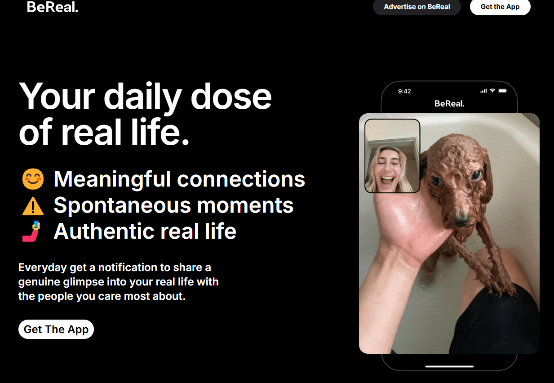 BeReal.
Advertise on BeReal
Get the App
Your daily dose
of real life.
😊 Meaningful connections
⚠️ Spontaneous moments
🤳 Authentic real life
Everyday get a notification to share a
genuine glimpse into your real life with
the people you care most about.
Get The App
9:42
BeReal.